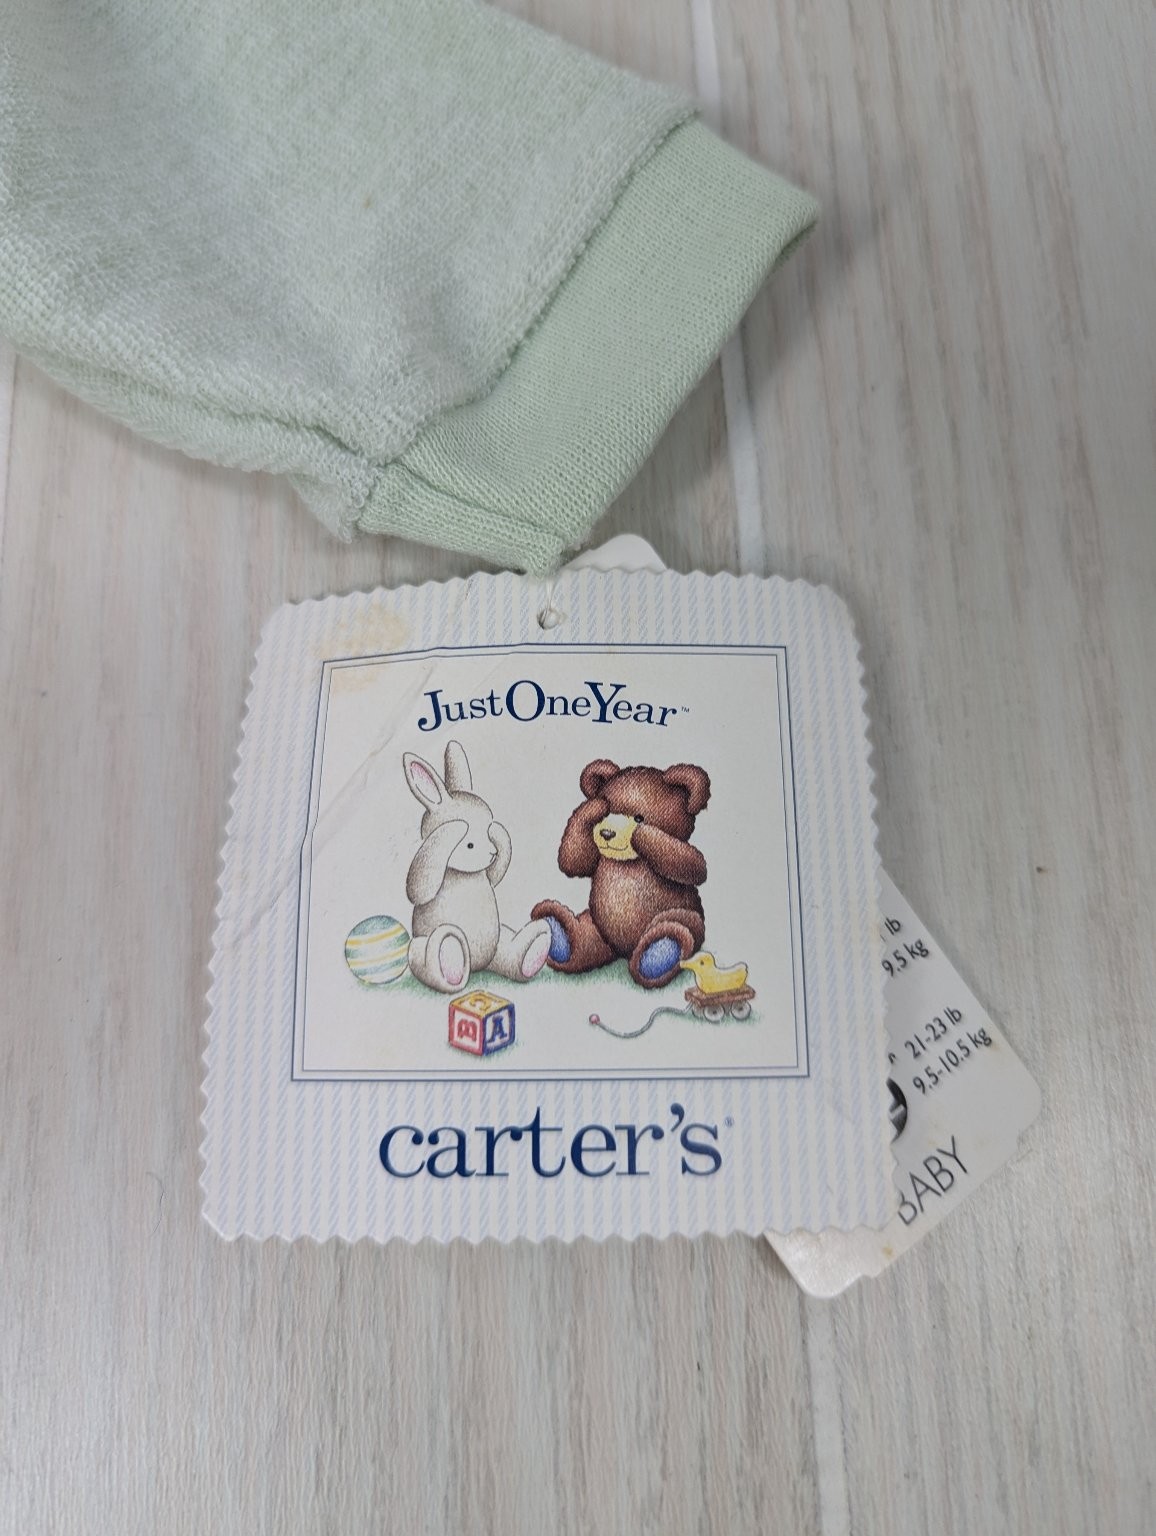 JustOneYear™
C
B A
carter's®
lb
9.5 kg
21-23 lb
9.5-10.5 kg
BABY